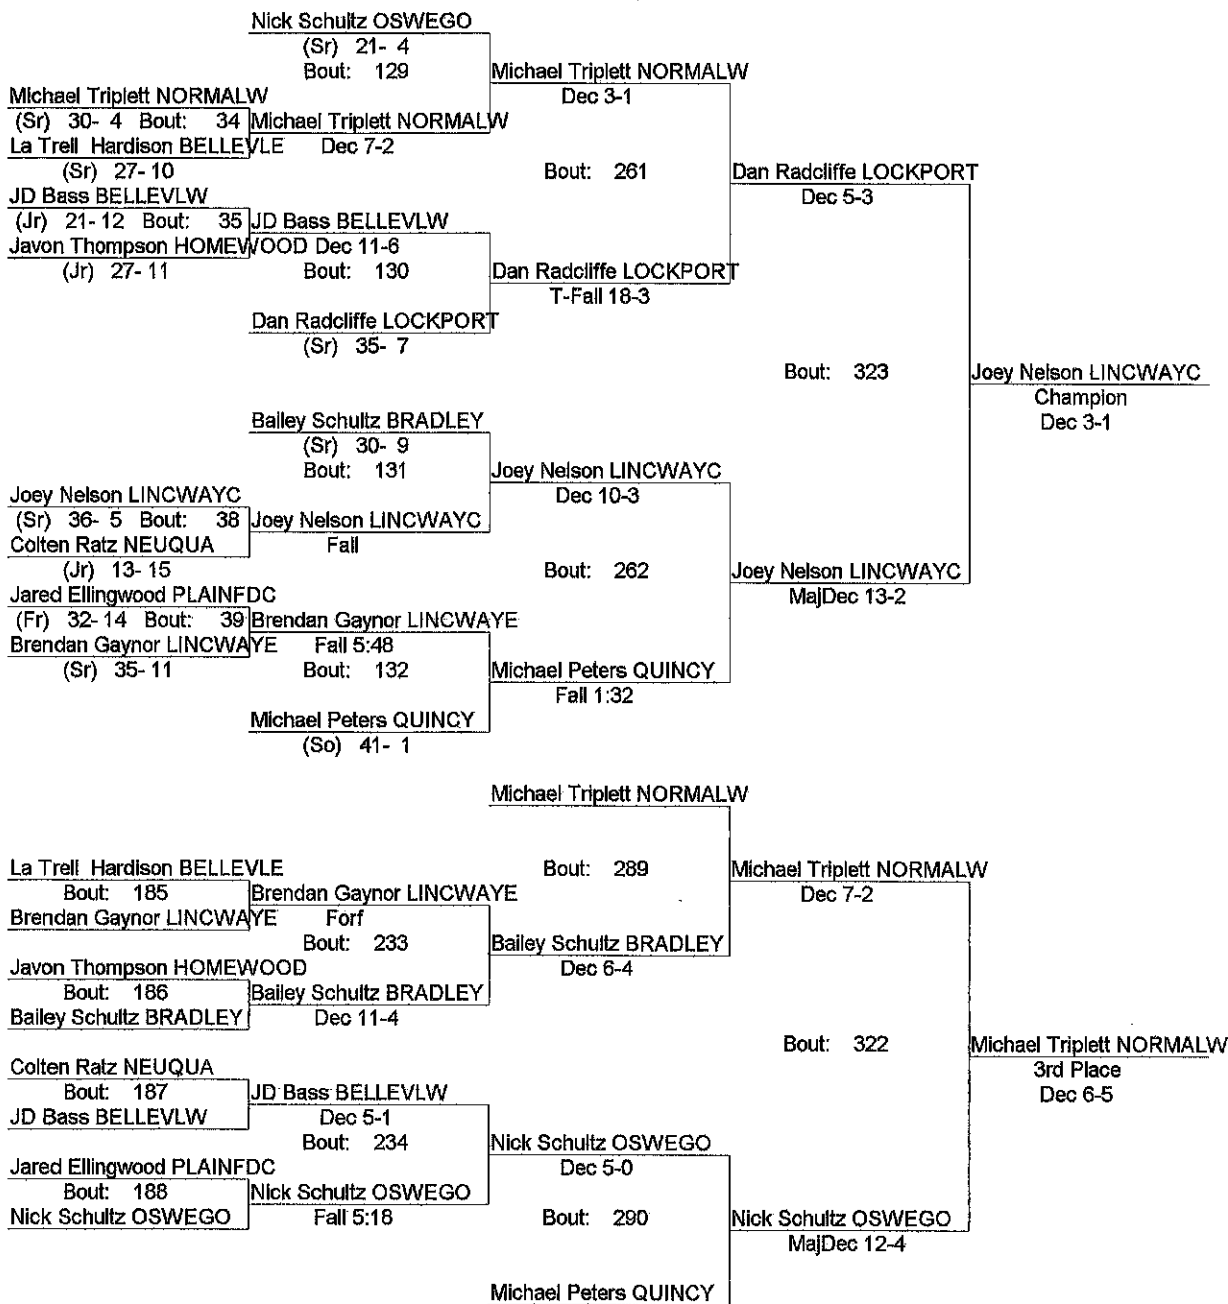 Nick Schultz OSWEGO
(Sr) 21- 4
Bout: 129
Michael Triplett NORMALW
Dec 3-1
Michael Triplett NORMALW
(Sr) 30- 4 Bout: 34
Michael Triplett NORMALW
La Trell Hardison BELLEVLE
Dec 7-2
(Sr) 27- 10
Bout: 261
Dan Radcliffe LOCKPORT
Dec 5-3
JD Bass BELLEVLW
(Jr) 21- 12 Bout: 35
JD Bass BELLEVLW
Javon Thompson HOMEWOOD
Dec 11-6
(Jr) 27- 11
Bout: 130
Dan Radcliffe LOCKPORT
T-Fall 18-3
Dan Radcliffe LOCKPORT
(Sr) 35- 7
Bout: 323
Joey Nelson LINCWAYC
Champion
Dec 3-1
Bailey Schultz BRADLEY
(Sr) 30- 9
Bout: 131
Joey Nelson LINCWAYC
Dec 10-3
Joey Nelson LINCWAYC
(Sr) 36- 5 Bout: 38
Joey Nelson LINCWAYC
Colten Ratz NEUQUA
Fall
(Jr) 13- 15
Bout: 262
Joey Nelson LINCWAYC
MajDec 13-2
Jared Ellingwood PLAINFDC
(Fr) 32- 14 Bout: 39
Brendan Gaynor LINCWAYE
Brendan Gaynor LINCWAYE
Fall 5:48
(Sr) 35- 11
Bout: 132
Michael Peters QUINCY
Fall 1:32
Michael Peters QUINCY
(So) 41- 1
Michael Triplett NORMALW
La Trell Hardison BELLEVLE
Bout: 289
Michael Triplett NORMALW
Dec 7-2
Bout: 185
Brendan Gaynor LINCWAYE
Brendan Gaynor LINCWAYE
Forf
Bout: 233
Bailey Schultz BRADLEY
Dec 6-4
Javon Thompson HOMEWOOD
Bout: 186
Bailey Schultz BRADLEY
Bailey Schultz BRADLEY
Dec 11-4
Bout: 322
Michael Triplett NORMALW
3rd Place
Dec 6-5
Colten Ratz NEUQUA
Bout: 187
JD Bass BELLEVLW
JD Bass BELLEVLW
Dec 5-1
Bout: 234
Nick Schultz OSWEGO
Dec 5-0
Jared Ellingwood PLAINFDC
Bout: 188
Nick Schultz OSWEGO
Nick Schultz OSWEGO
Fall 5:18
Bout: 290
Nick Schultz OSWEGO
MajDec 12-4
Michael Peters QUINCY